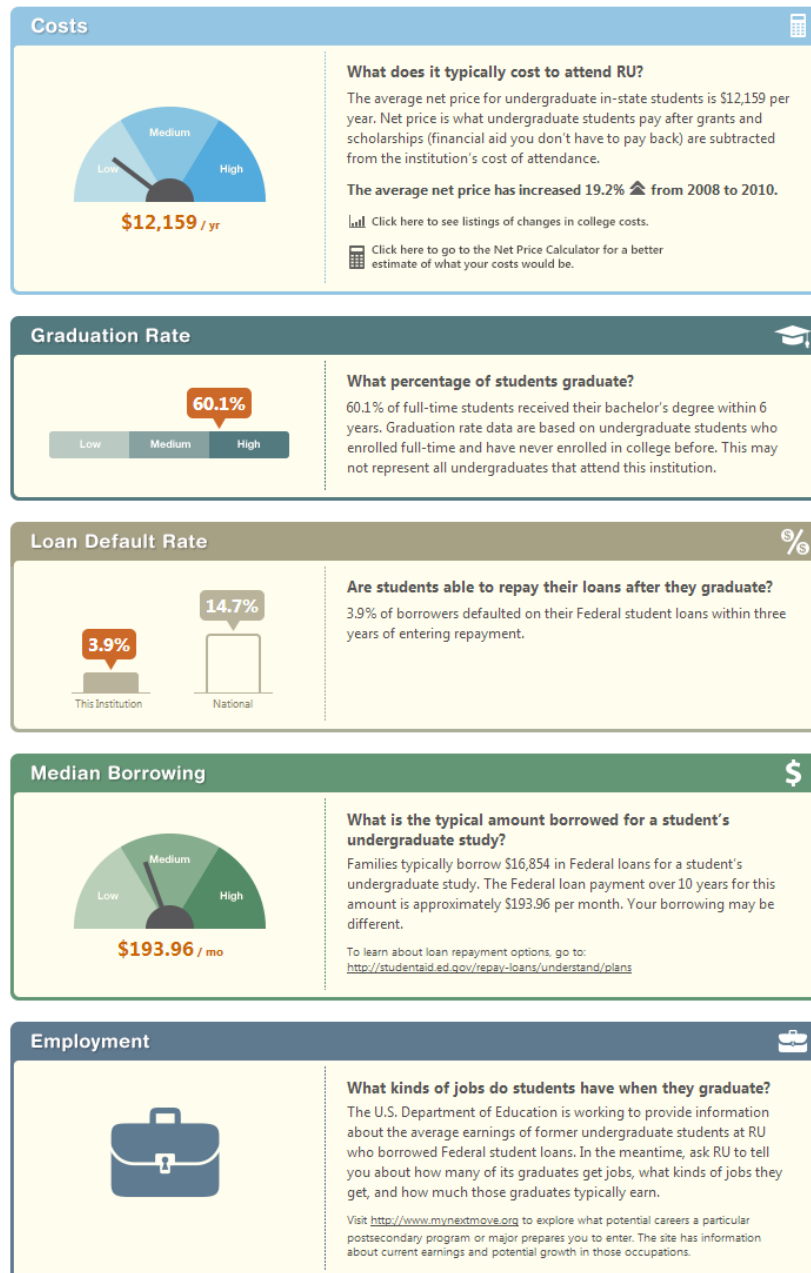 Costs
Low
Medium
High
$12,159 / yr
What does it typically cost to attend RU?
The average net price for undergraduate in-state students is $12,159 per
year. Net price is what undergraduate students pay after grants and
scholarships (financial aid you don't have to pay back) are subtracted
from the institution's cost of attendance.
The average net price has increased 19.2% from 2008 to 2010.
Click here to see listings of changes in college costs.
Click here to go to the Net Price Calculator for a better
estimate of what your costs would be.
Graduation Rate
60.1%
Low Medium High
What percentage of students graduate?
60.1% of full-time students received their bachelor's degree within 6
years. Graduation rate data are based on undergraduate students who
enrolled full-time and have never enrolled in college before. This may
not represent all undergraduates that attend this institution.
Loan Default Rate
%
$ $
3.9%
14.7%
This Institution
National
Are students able to repay their loans after they graduate?
3.9% of borrowers defaulted on their Federal student loans within three
years of entering repayment.
Median Borrowing
$
Low
Medium
High
$193.96 / mo
What is the typical amount borrowed for a student's
undergraduate study?
Families typically borrow $16,854 in Federal loans for a student's
undergraduate study. The Federal loan payment over 10 years for this
amount is approximately $193.96 per month. Your borrowing may be
different.
To learn about loan repayment options, go to:
http://studentaid.ed.gov/repay-loans/understand/plans
Employment
What kinds of jobs do students have when they graduate?
The U.S. Department of Education is working to provide information
about the average earnings of former undergraduate students at RU
who borrowed Federal student loans. In the meantime, ask RU to tell
you about how many of its graduates get jobs, what kinds of jobs they
get, and how much those graduates typically earn.
Visit http://www.mynextmove.org to explore what potential careers a particular
postsecondary program or major prepares you to enter. The site has information
about current earnings and potential growth in those occupations.